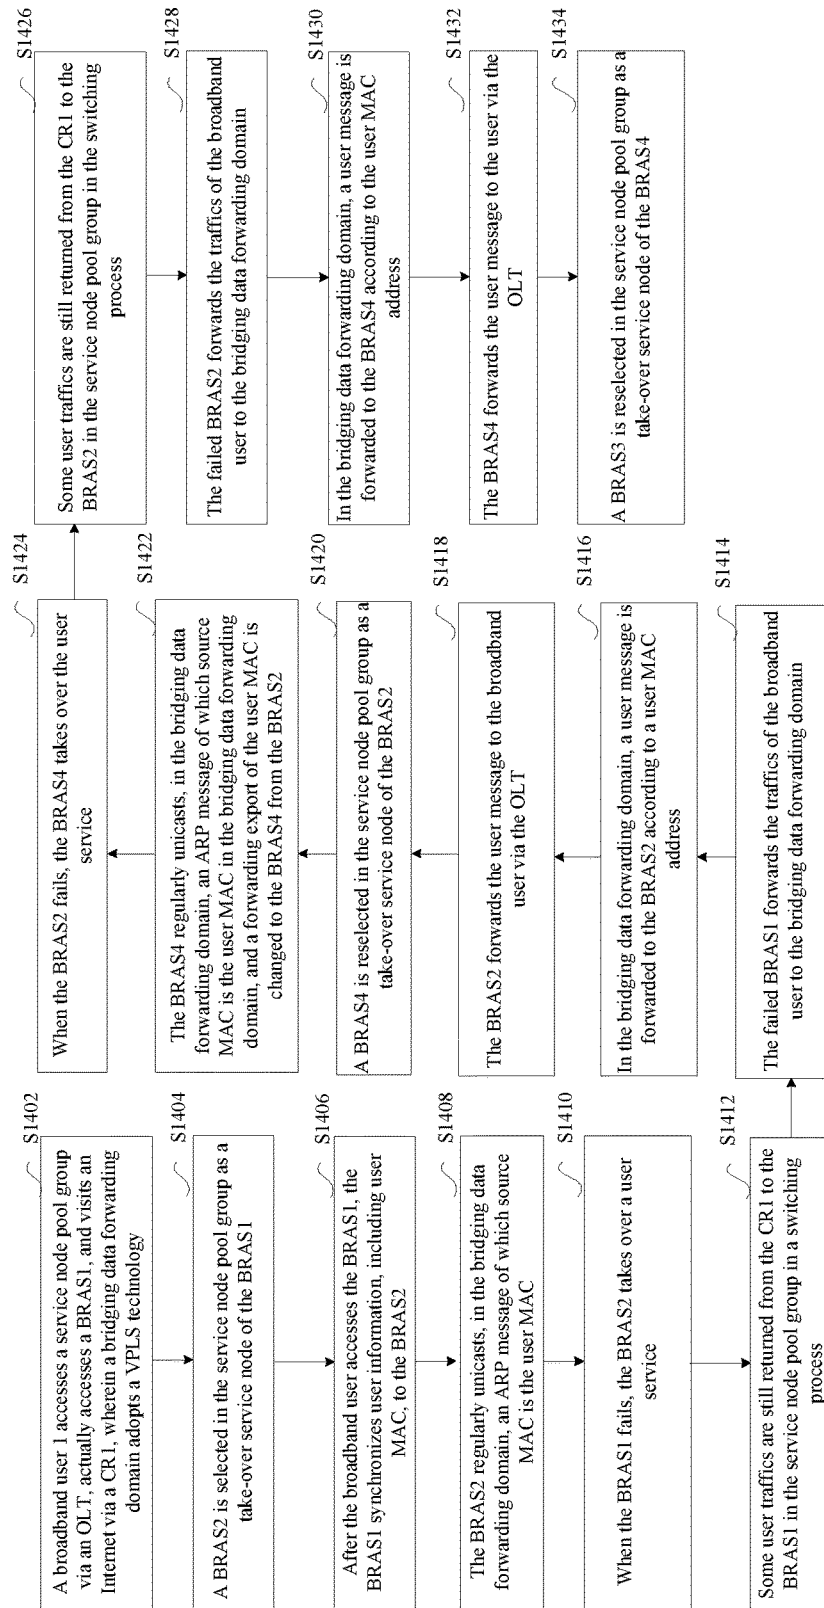 S1402
A broadband user 1 accesses a service node pool group
via an OLT, actually accesses a BRAS1, and visits an
Internet via a CR1, wherein a bridging data forwarding
domain adopts a VPLS technology
S1404
A BRAS2 is selected in the service node pool group as a
take-over service node of the BRAS1
S1406
After the broadband user accesses the BRAS1, the
BRAS1 synchronizes user information, including user
MAC, to the BRAS2
S1408
The BRAS2 regularly unicasts, in the bridging data
forwarding domain, an ARP message of which source
MAC is the user MAC
S1410
When the BRAS1 fails, the BRAS2 takes over a user
service
S1412
Some user traffics are still returned from the CR1 to the
BRAS1 in the service node pool group in a switching
process
S1414
The failed BRAS1 forwards the traffics of the broadband
user to the bridging data forwarding domain
S1416
In the bridging data forwarding domain, a user message is
forwarded to the BRAS2 according to a user MAC
address
S1418
The BRAS2 forwards the user message to the broadband
user via the OLT
S1420
A BRAS4 is reselected in the service node pool group as a
take-over service node of the BRAS2
S1422
The BRAS4 regularly unicasts, in the bridging data
forwarding domain, an ARP message of which source
MAC is the user MAC in the bridging data forwarding
domain, and a forwarding export of the user MAC is
changed to the BRAS4 from the BRAS2
S1424
When the BRAS2 fails, the BRAS4 takes over the user
service
S1426
Some user traffics are still returned from the CR1 to the
BRAS2 in the service node pool group in the switching
process
S1428
The failed BRAS2 forwards the traffics of the broadband
user to the bridging data forwarding domain
S1430
In the bridging data forwarding domain, a user message is
forwarded to the BRAS4 according to the user MAC
address
S1432
The BRAS4 forwards the user message to the user via the
OLT
S1434
A BRAS3 is reselected in the service node pool group as a
take-over service node of the BRAS4